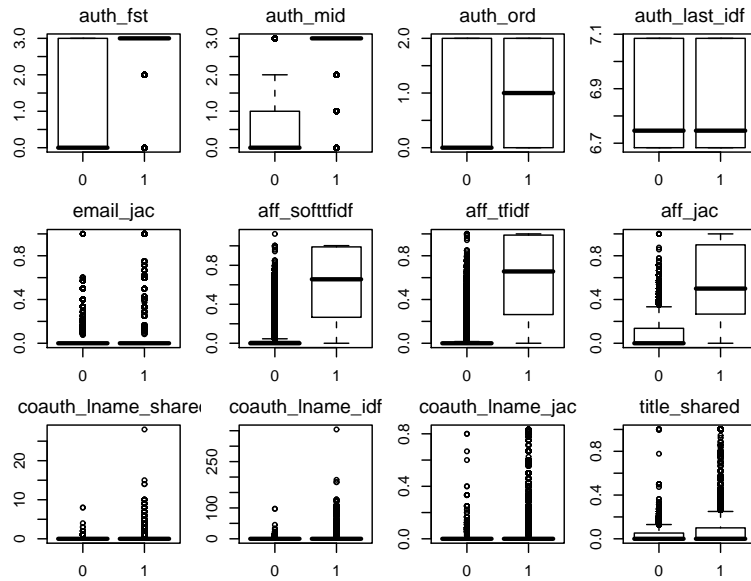 auth_fst auth_mid auth_ord auth_last_idf
3.0 2.0 1.0 0.0 0 1
3.0 2.0 1.0 0.0 0 1
2.0 1.0 0.0 0 1
7.1 6.9 6.7 0 1
email_jac aff_softtfidf aff_tfidf aff_jac
0.8 0.4 0.0 0 1
0.8 0.4 0.0 0 1
0.8 0.4 0.0 0 1
0.8 0.4 0.0 0 1
coauth_lname_share coauth_lname_idf coauth_lname_jac title_shared
20 10 0 0 1
250 100 0 0 1
0.8 0.4 0.0 0 1
0.8 0.4 0.0 0 1